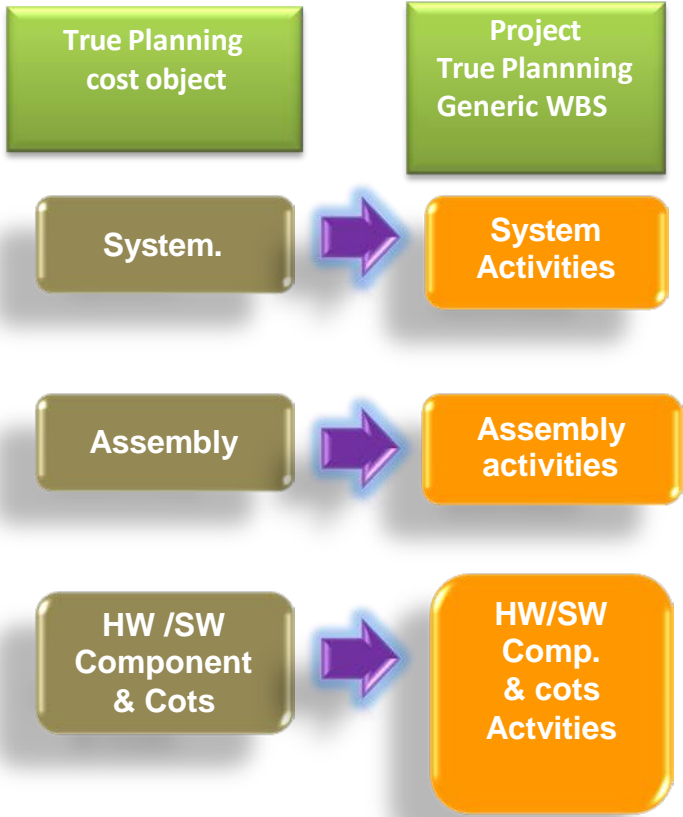 True Planning
cost object
Project
True Plannning
Generic WBS
System.
System
Activities
Assembly
Assembly
activities
HW /SW
Component
& Cots
HW/SW
Comp.
& cots
Actvities